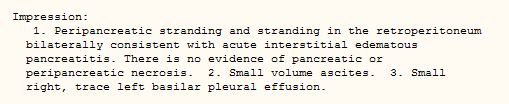 Impression:
1. Peripancreatic stranding and stranding in the retroperitoneum
bilaterally consistent with acute interstitial edematous
pancreatitis. There is no evidence of pancreatic or
peripancreatic necrosis. 2. Small volume ascites. 3. Small
right, trace left basilar pleural effusion.